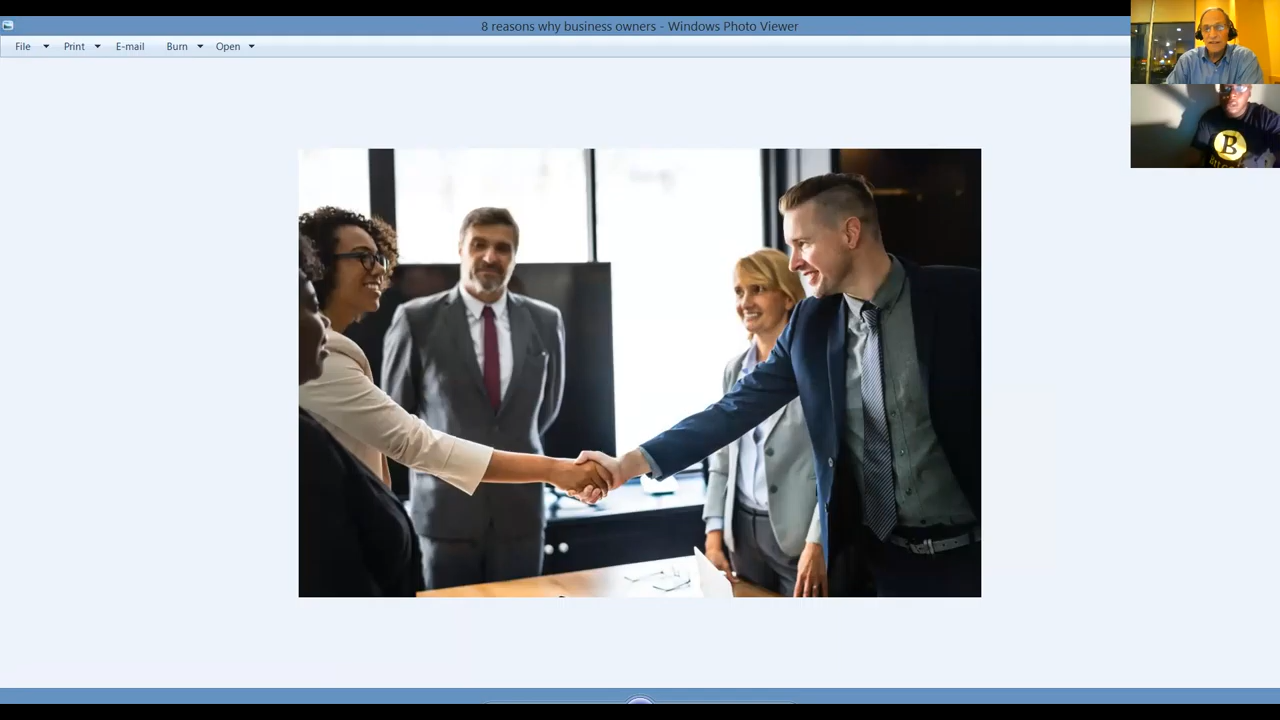 8 reasons why business owners - Windows Photo Viewer
File Print E-mail Burn Open
B